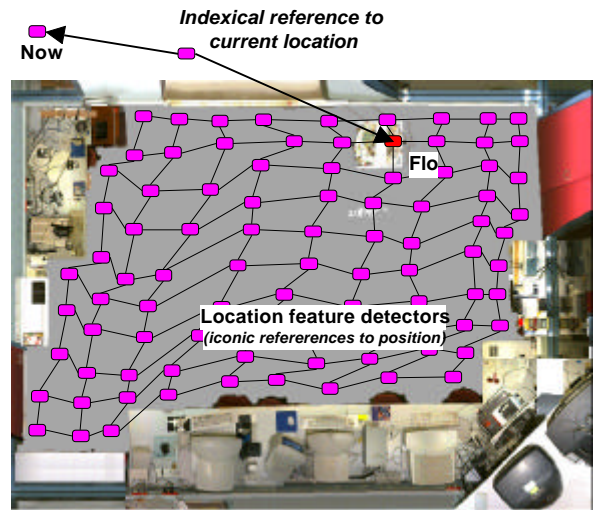 Indexical reference to
current location
Now
Flo
Location feature detectors
(iconic refererences to position)